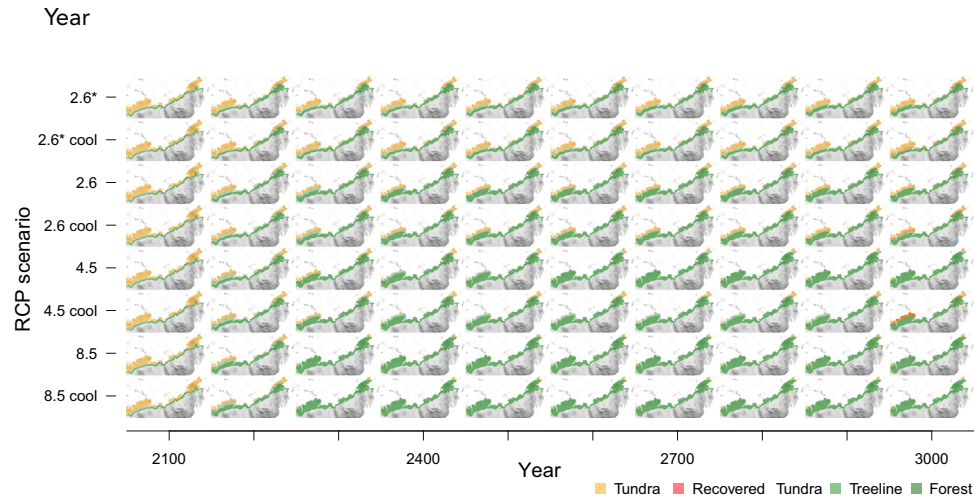 Year
2.6*
2.6* cool
2.6
2.6 cool
4.5
4.5 cool
8.5
8.5 cool
RCP scenario
2100 2400 2700 3000
Year
Tundra Recovered Tundra Treeline Forest